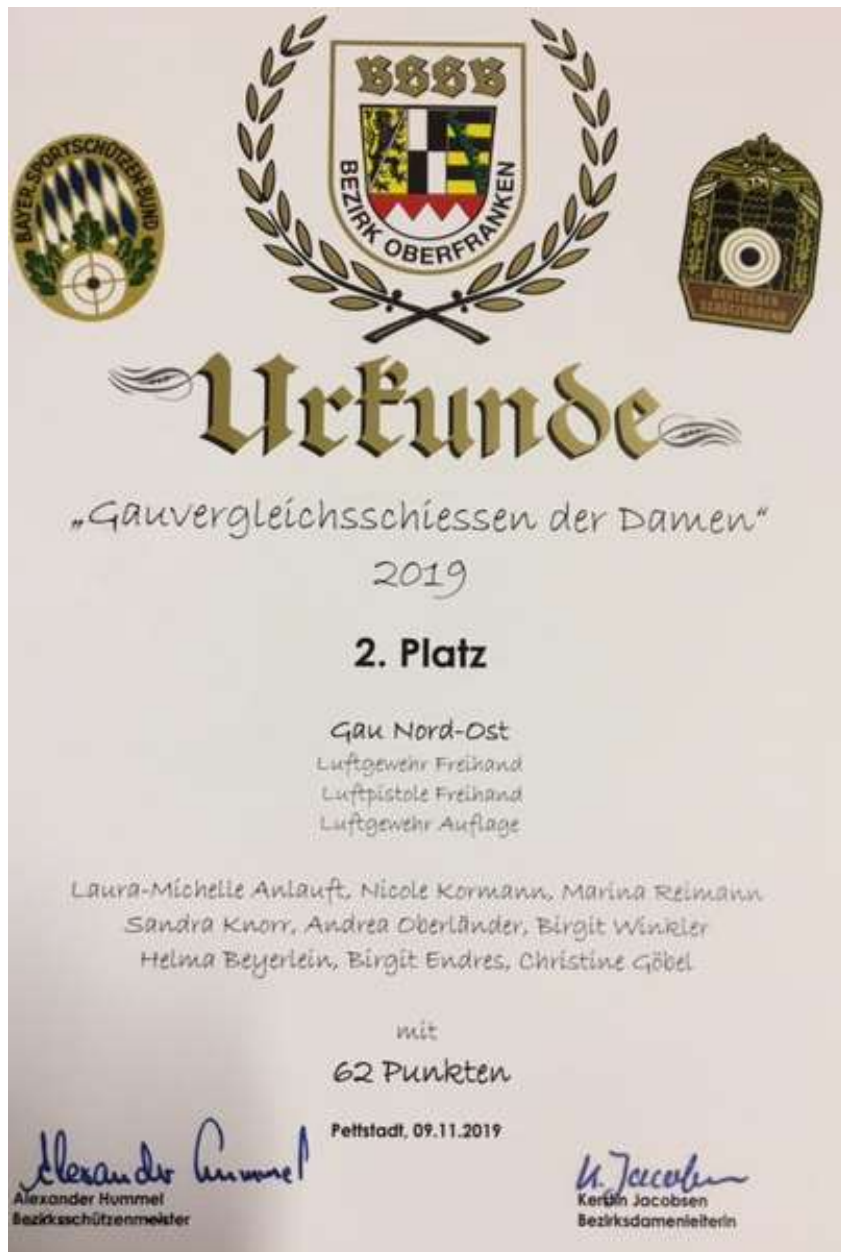 BSSB
BEZIRK OBERFRANKEN
BAYER. SPORTSCHÜTZEN-BUND
DEUTSCHER
SCHÜTZENBUND
Urkunde
„Gauvergleichsschiessen der Damen“
2019
2. Platz
Gau Nord-Ost
Luftgewehr Freihand
Luftpistole Freihand
Luftgewehr Auflage
Laura-Michelle Anlauft, Nicole Kormann, Marina Reimann
Sandra Knorr, Andrea Oberländer, Birgit Winkler
Helma Beyerlein, Birgit Endres, Christine Göbel
mit
62 Punkten
Pettstadt, 09.11.2019
Alexander Hummel
Alexander Hummel
Bezirksschützenmeister
K. Jacobsen
Kerstin Jacobsen
Bezirksdamenleiterin